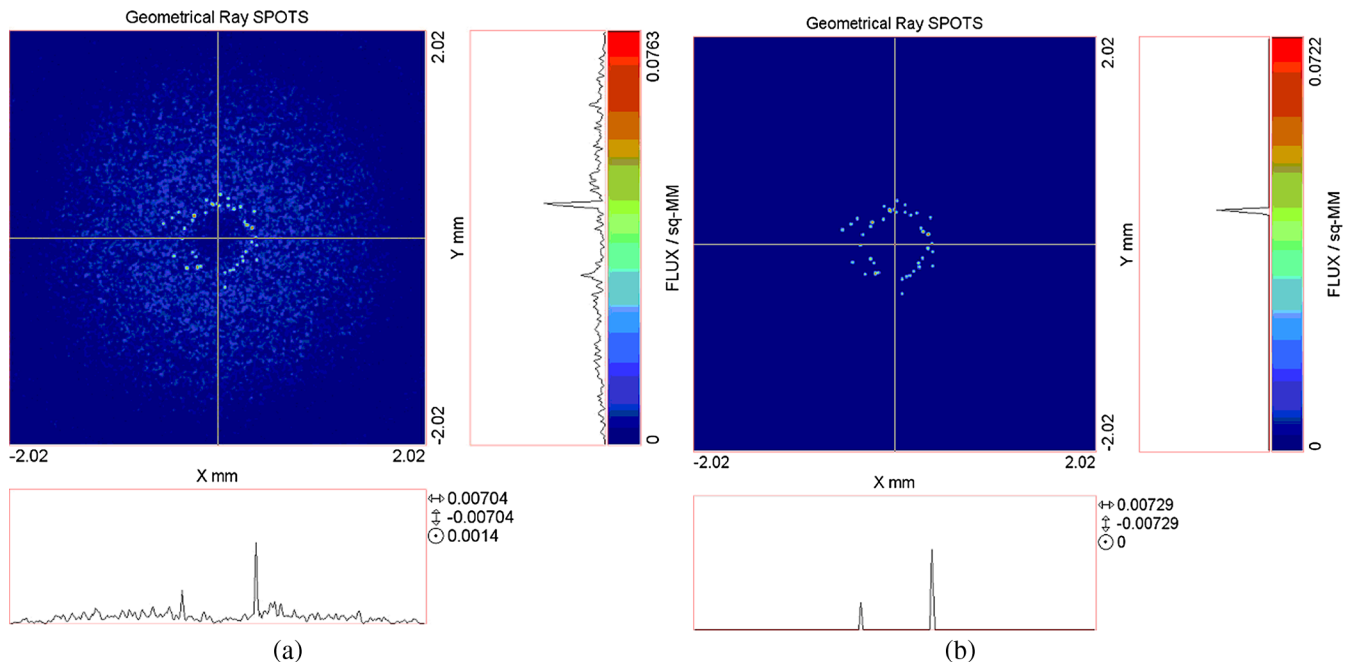 Geometrical Ray SPOTS
2.02
Y mm
-2.02
-2.02
2.02
X mm
0.0763
FLUX / sq-MM
0
0.00704
-0.00704
0.0014
(a)
Geometrical Ray SPOTS
2.02
Y mm
-2.02
-2.02
2.02
X mm
0.0722
FLUX / sq-MM
0
0.00729
-0.00729
0
(b)